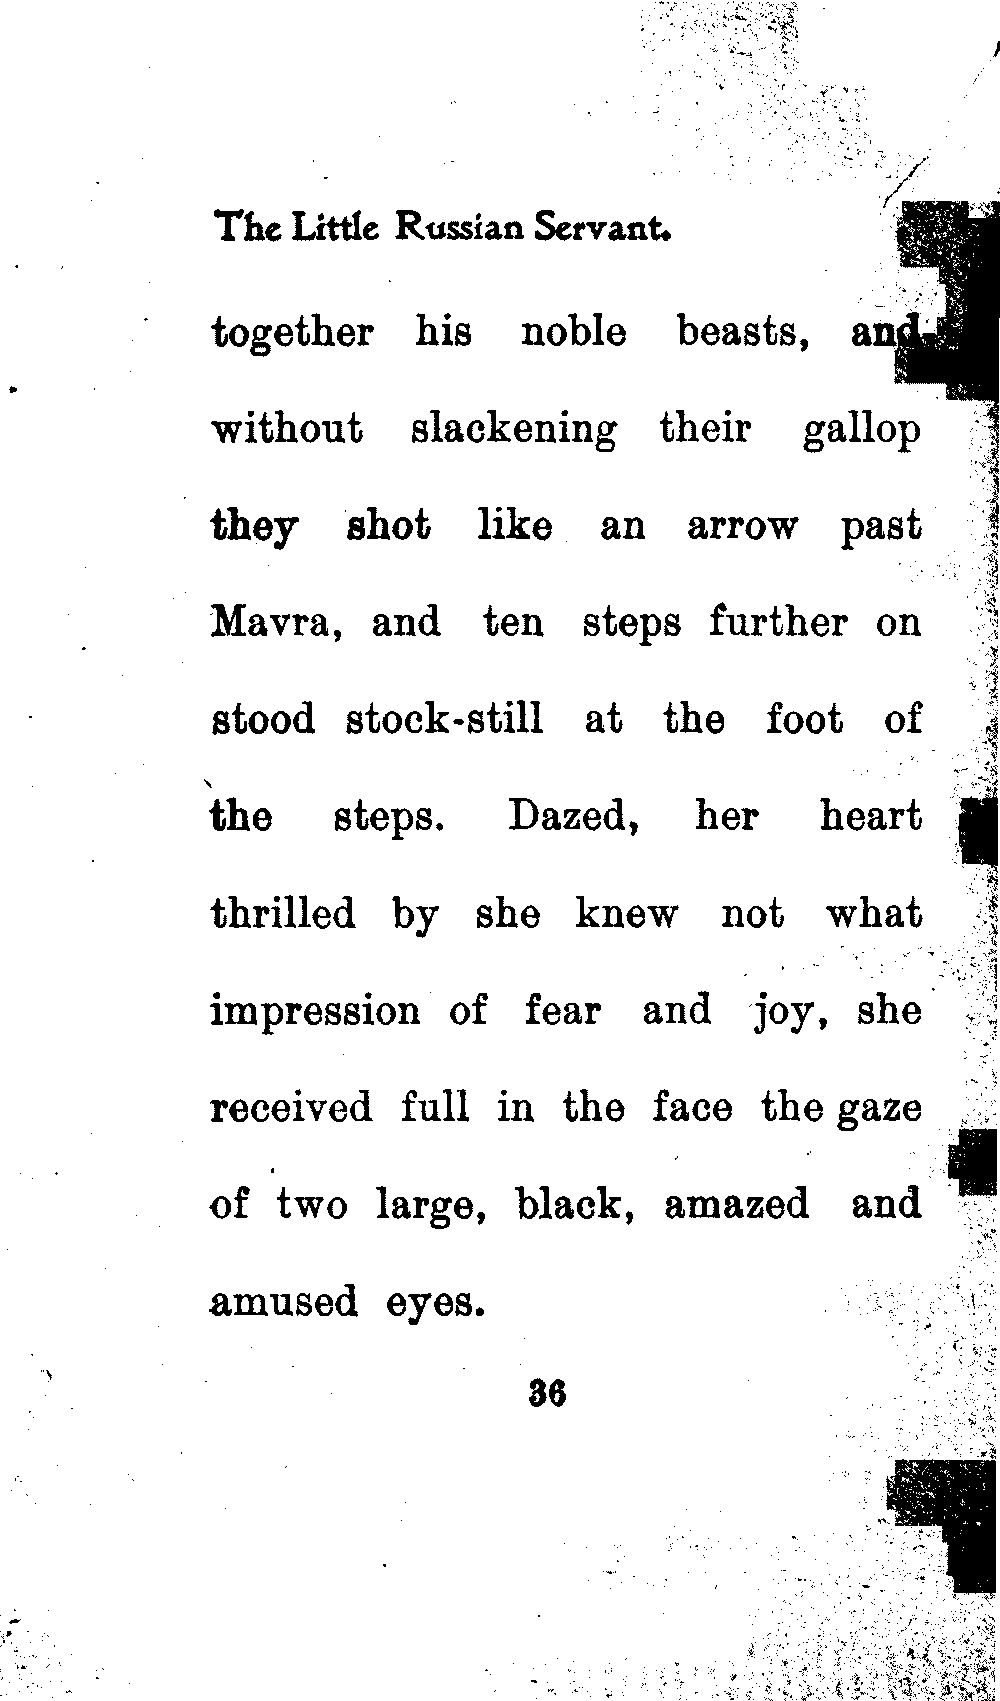 The Little Russian Servant.
together his noble beasts, and
without slackening their gallop
they shot like an arrow past
Mavra, and ten steps further on
stood stock-still at the foot of
the steps. Dazed, her heart
thrilled by she knew not what
impression of fear and joy, she
received full in the face the gaze
of two large, black, amazed and
amused eyes.
36